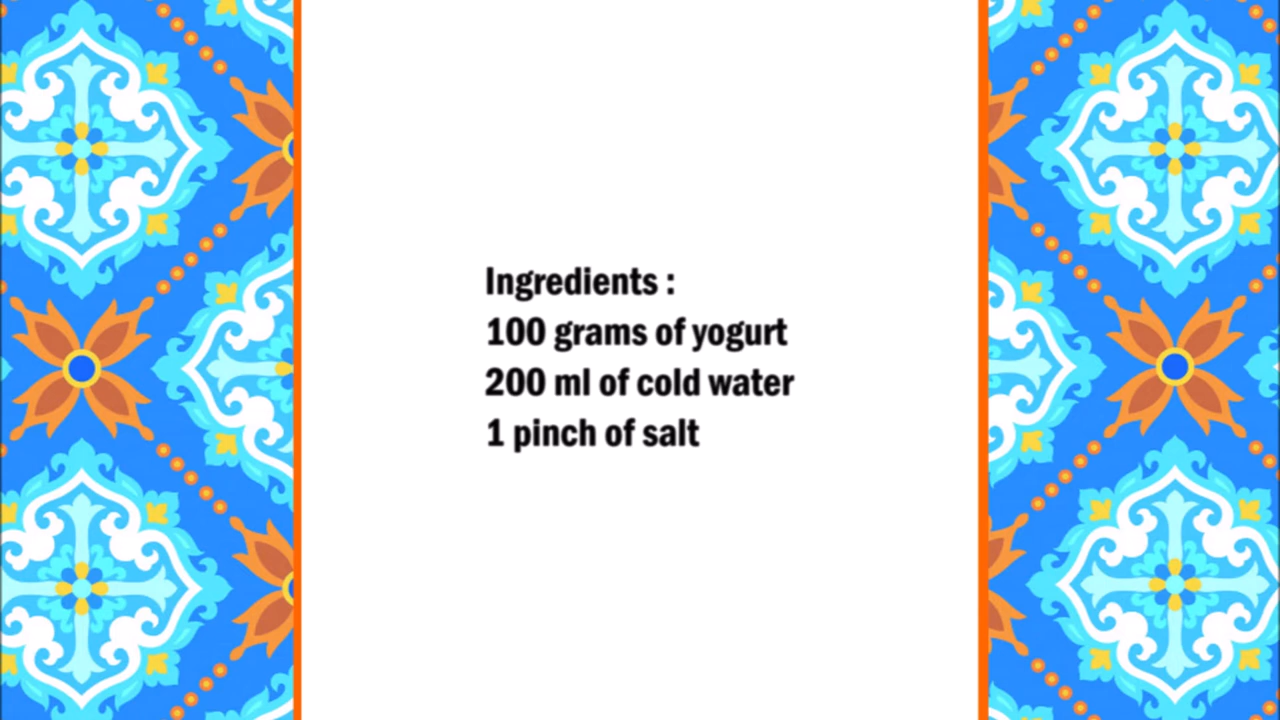 Ingredients :
100 grams of yogurt
200 ml of cold water
1 pinch of salt